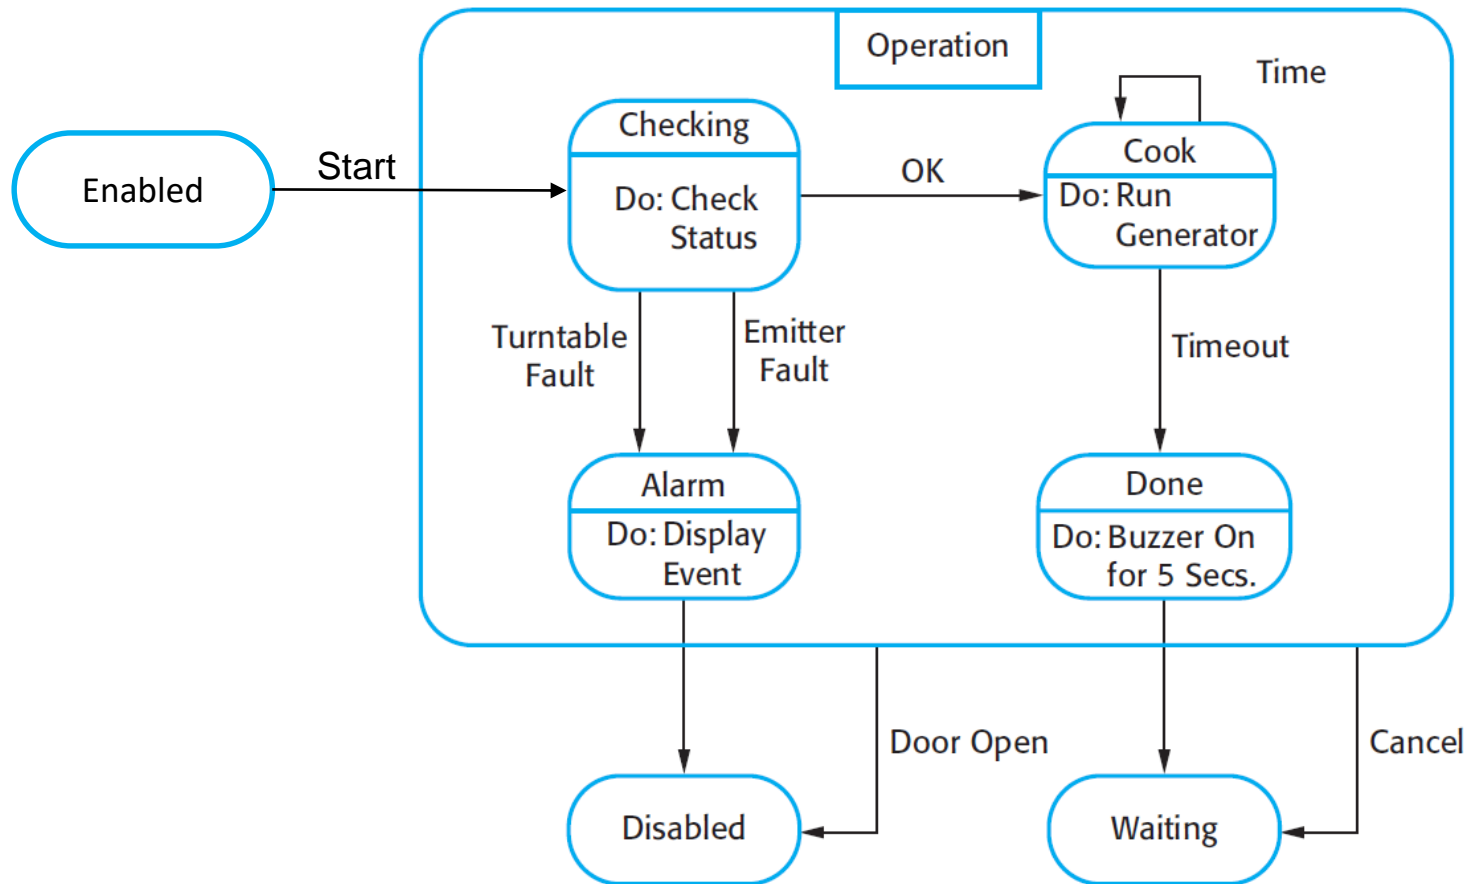 Operation
Time
Checking
Cook
Start
Enabled
OK
Do: Check
Status
Do: Run
Generator
Turntable
Fault
Emitter
Fault
Timeout
Alarm
Done
Do: Display
Event
Do: Buzzer On
for 5 Secs.
Door Open
Cancel
Disabled
Waiting